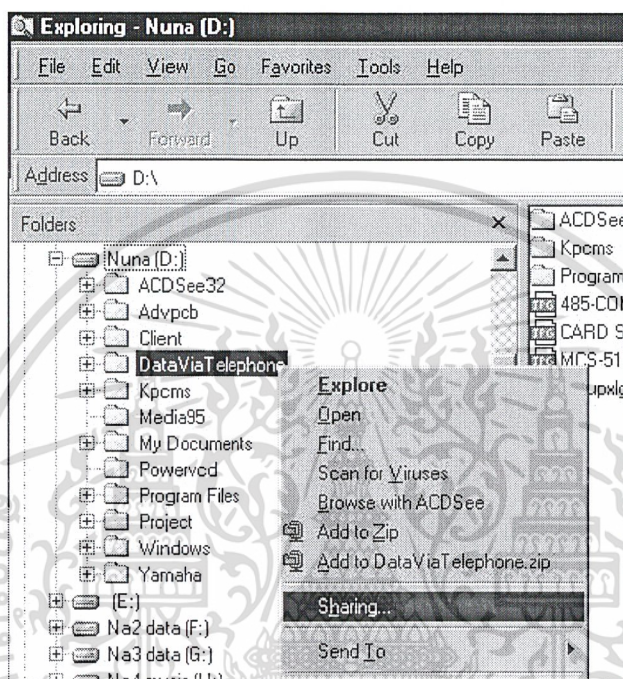 Exploring - Nuna (D:)
File Edit View Go Favorites Tools Help
Back Forward Up Cut Copy Paste
Address D:\
Folders
Nuna (D:)
ACDSee32
Advpcb
Client
DataViaTelephone
Kpcms
Media95
My Documents
Powervcd
Program Files
Project
Windows
Yamaha
(E:)
Na2 data (F:)
Na3 data (G:)
ACDSee
Kpcms
Program
485-CO
CARD S
MCS-51
Explore
Open
Find...
Scan for Viruses
Browse with ACDSee
Add to Zip
Add to DataViaTelephone.zip
Sharing...
Send To